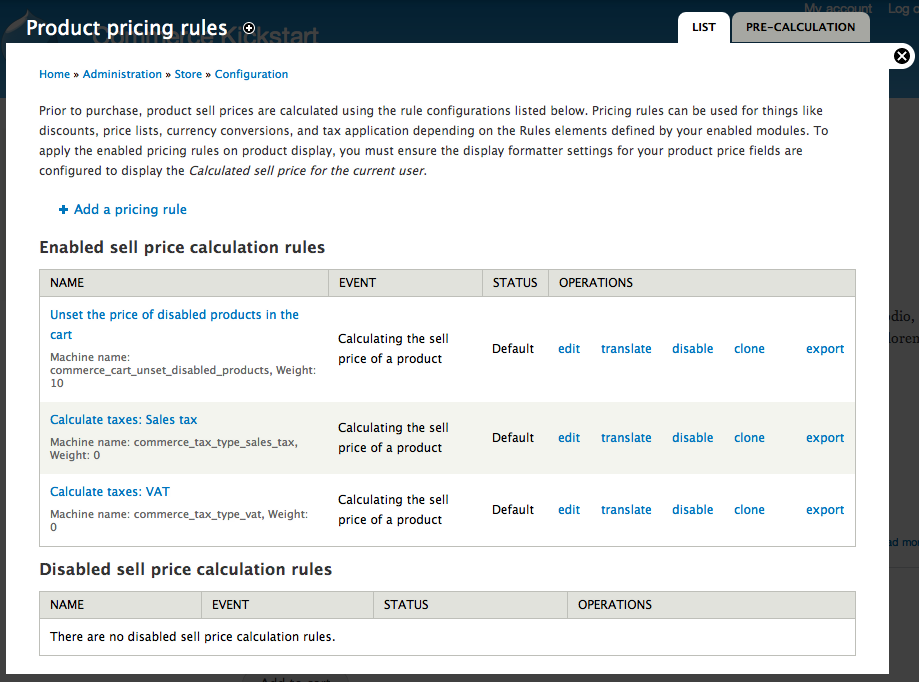 My account Log
Product pricing rules
Commerce Kickstart
LIST
PRE-CALCULATION
Home » Administration » Store » Configuration
Prior to purchase, product sell prices are calculated using the rule configurations listed below. Pricing rules can be used for things like
discounts, price lists, currency conversions, and tax application depending on the Rules elements defined by your enabled modules. To
apply the enabled pricing rules on product display, you must ensure the display formatter settings for your product price fields are
configured to display the Calculated sell price for the current user.
+ Add a pricing rule
Enabled sell price calculation rules
NAME EVENT STATUS OPERATIONS
Unset the price of disabled products in the
cart
Machine name:
commerce_cart_unset_disabled_products, Weight:
10
Calculating the sell
price of a product
Default edit translate disable clone export
Calculate taxes: Sales tax
Machine name: commerce_tax_type_sales_tax,
Weight: 0
Calculating the sell
price of a product
Default edit translate disable clone export
Calculate taxes: VAT
Machine name: commerce_tax_type_vat, Weight:
0
Calculating the sell
price of a product
Default edit translate disable clone export
Disabled sell price calculation rules
NAME EVENT STATUS OPERATIONS
There are no disabled sell price calculation rules.
Add to cart